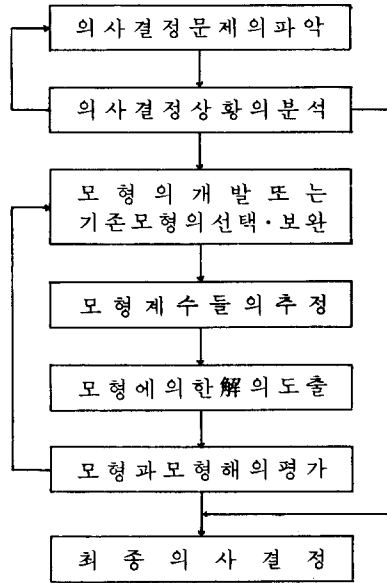 의사결정문제의파악
의사결정상황의분석
모형의개발또는
기존모형의선택·보완
모형계수들의추정
모형에의한解의도출
모형과모형해의평가
최종의사결정